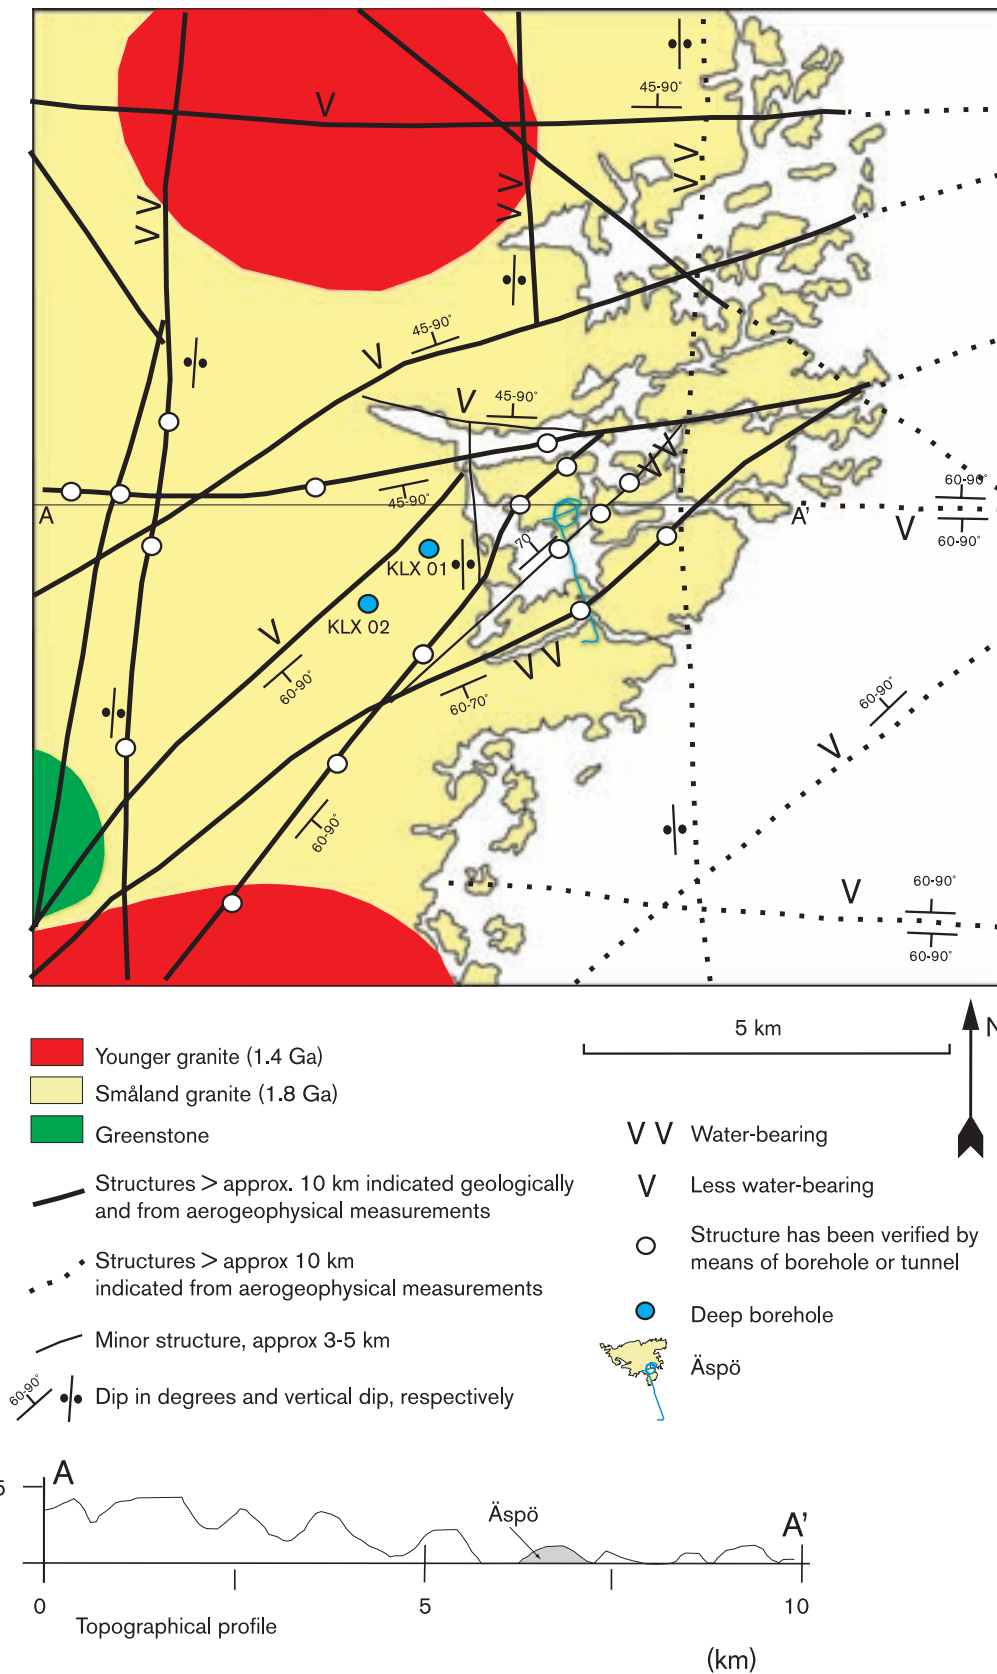 45-90°
V
V V
V V
V V
45-90°
V
V
45-90°
V V
45-90°
60-90°
A
A'
V
60-90°
70
KLX 01
KLX 02
V
V V
60-90°
60-70°
60-90°
V
60-90°
V
60-90°
60-90°
5 km
N
Younger granite (1.4 Ga)
Småland granite (1.8 Ga)
Greenstone
Structures > approx. 10 km indicated geologically
and from aerogeophysical measurements
Structures > approx 10 km
indicated from aerogeophysical measurements
Minor structure, approx 3-5 km
60-90°
Dip in degrees and vertical dip, respectively
V V Water-bearing
V Less water-bearing
Structure has been verified by
means of borehole or tunnel
Deep borehole
Äspö
5
A
Äspö
A'
0
5
10
Topographical profile
(km)